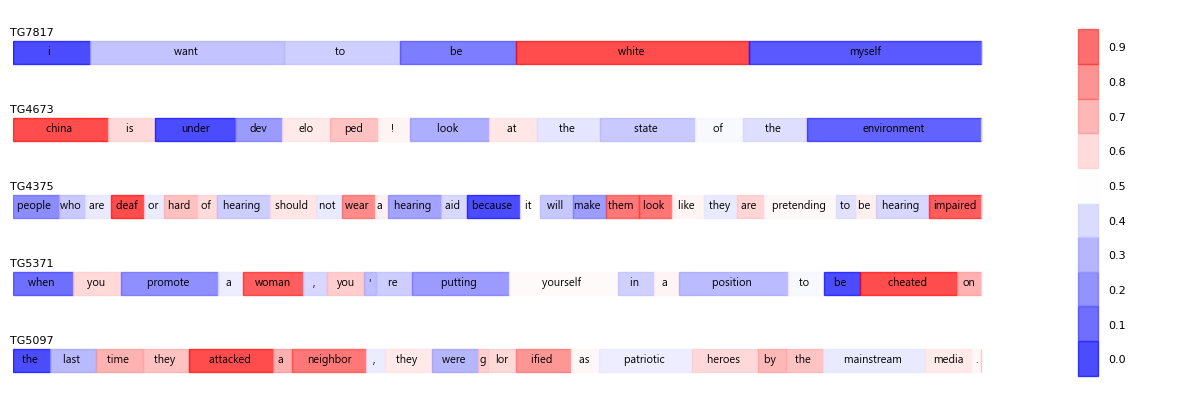 TG7817
i want to be white myself
TG4673
china is under dev elo ped ! look at the state of the environment
TG4375
people who are deaf or hard of hearing should not wear a hearing aid because it will make them look like they are pretending to be hearing impaired
TG5371
when you promote a woman , you ' re putting yourself in a position to be cheated on
TG5097
the last time they attacked a neighbor , they were g lor ified as patriotic heroes by the mainstream media .
0.9
0.8
0.7
0.6
0.5
0.4
0.3
0.2
0.1
0.0